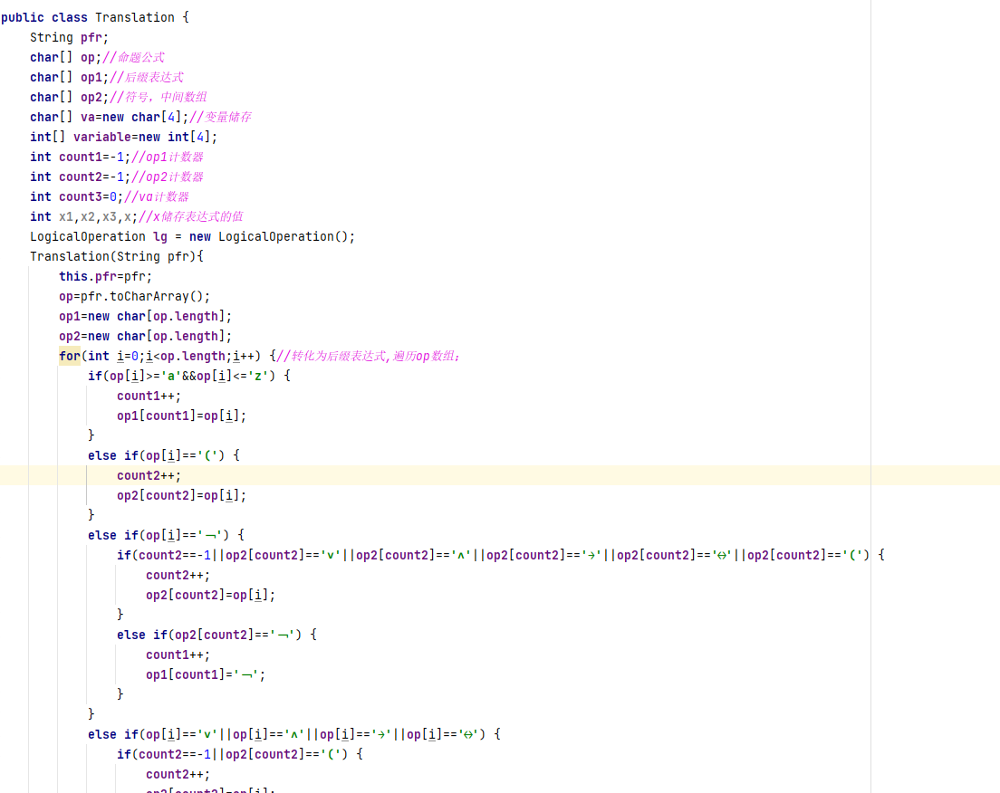 public class Translation {
    String pfr;
    char[] op;//命题公式
    char[] op1;//后缀表达式
    char[] op2;//符号，中间数组
    char[] va=new char[4];//变量储存
    int[] variable=new int[4];
    int count1=-1;//op1计数器
    int count2=-1;//op2计数器
    int count3=0;//va计数器
    int x1,x2,x3,x;//x储存表达式的值
    LogicalOperation lg = new LogicalOperation();
    Translation(String pfr){
        this.pfr=pfr;
        op=pfr.toCharArray();
        op1=new char[op.length];
        op2=new char[op.length];
        for(int i=0;i<op.length;i++) {//转化为后缀表达式,遍历op数组;
            if(op[i]>='a'&&op[i]<='z') {
                count1++;
                op1[count1]=op[i];
            }
            else if(op[i]=='(') {
                count2++;
                op2[count2]=op[i];
            }
            else if(op[i]=='﹁') {
                if(count2==-1||op2[count2]=='∨'||op2[count2]=='∧'||op2[count2]=='→'||op2[count2]=='↔'||op2[count2]=='(') {
                    count2++;
                    op2[count2]=op[i];
                }
                else if(op2[count2]=='﹁') {
                    count1++;
                    op1[count1]='﹁';
                }
            }
            else if(op[i]=='∨'||op[i]=='∧'||op[i]=='→'||op[i]=='↔') {
                if(count2==-1||op2[count2]=='(') {
                    count2++;
                    op2[count2]=op[i];